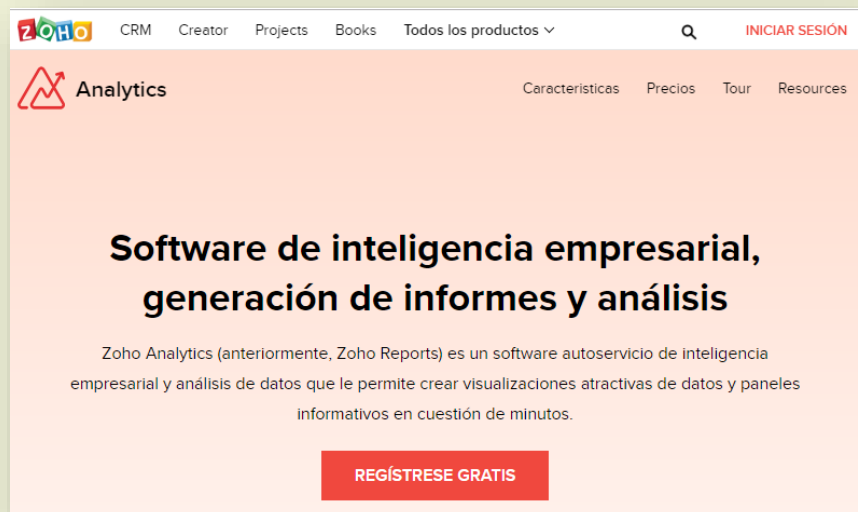 ZOHO CRM Creator Projects Books Todos los productos INICIAR SESIÓN
Analytics Caracteristicas Precios Tour Resources
Software de inteligencia empresarial,
generación de informes y análisis
Zoho Analytics (anteriormente, Zoho Reports) es un software autoservicio de inteligencia
empresarial y análisis de datos que le permite crear visualizaciones atractivas de datos y paneles
informativos en cuestión de minutos.
REGÍSTRESE GRATIS